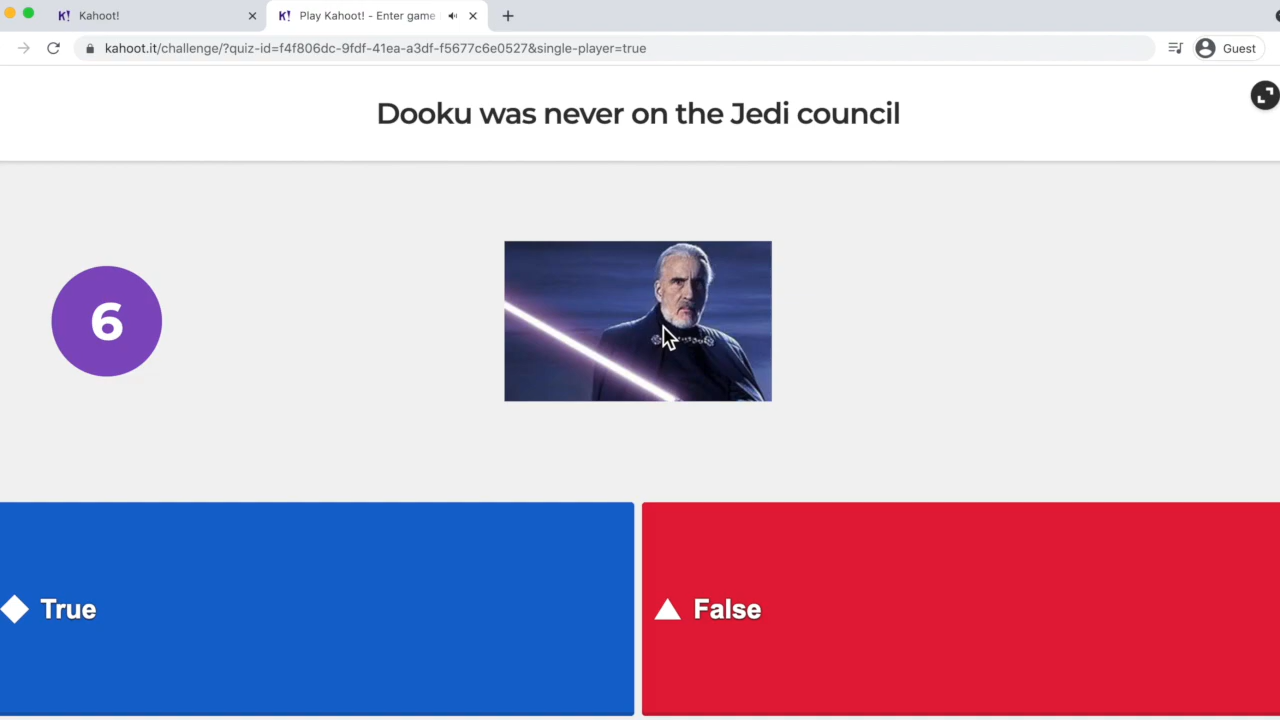 K! Kahoot!
K! Play Kahoot! - Enter game
kahoot.it/challenge/?quiz-id=f4f806dc-9fdf-41ea-a3df-f5677c6e0527&single-player=true
Guest
Dooku was never on the Jedi council
6
True
False